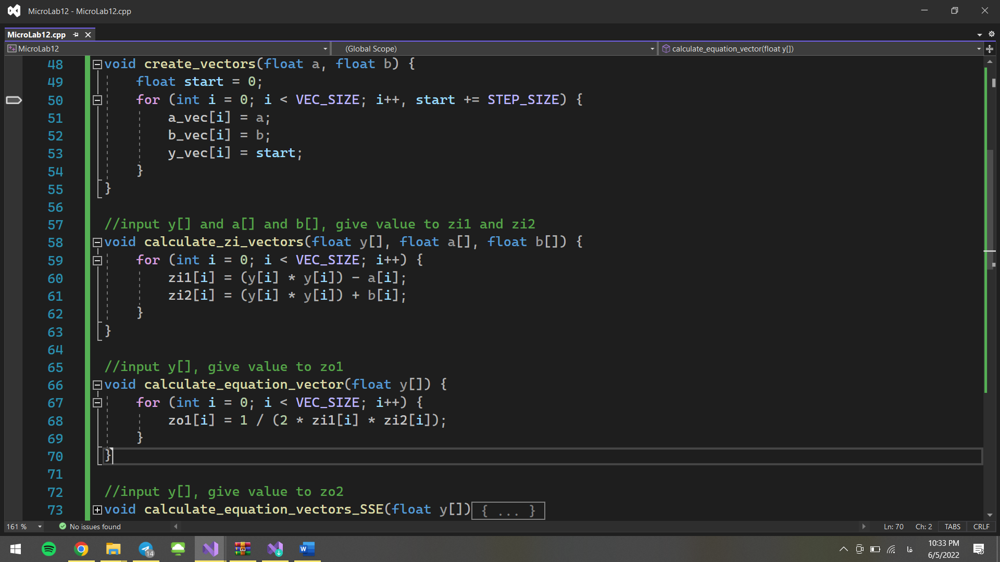 MicroLab12 - MicroLab12.cpp
MicroLab12.cpp
MicroLab12 (Global Scope) calculate_equation_vector(float y[])
48 void create_vectors(float a, float b) {
49     float start = 0;
50     for (int i = 0; i < VEC_SIZE; i++, start += STEP_SIZE) {
51         a_vec[i] = a;
52         b_vec[i] = b;
53         y_vec[i] = start;
54     }
55 }
56
57 //input y[] and a[] and b[], give value to zi1 and zi2
58 void calculate_zi_vectors(float y[], float a[], float b[]) {
59     for (int i = 0; i < VEC_SIZE; i++) {
60         zi1[i] = (y[i] * y[i]) - a[i];
61         zi2[i] = (y[i] * y[i]) + b[i];
62     }
63 }
64
65 //input y[], give value to zo1
66 void calculate_equation_vector(float y[]) {
67     for (int i = 0; i < VEC_SIZE; i++) {
68         zo1[i] = 1 / (2 * zi1[i] * zi2[i]);
69     }
70 }
71
72 //input y[], give value to zo2
73 void calculate_equation_vectors_SSE(float y[]) { ... }
161 % No issues found Ln: 70 Ch: 2 TABS CRLF
14 W فا 10:33 PM
6/5/2022